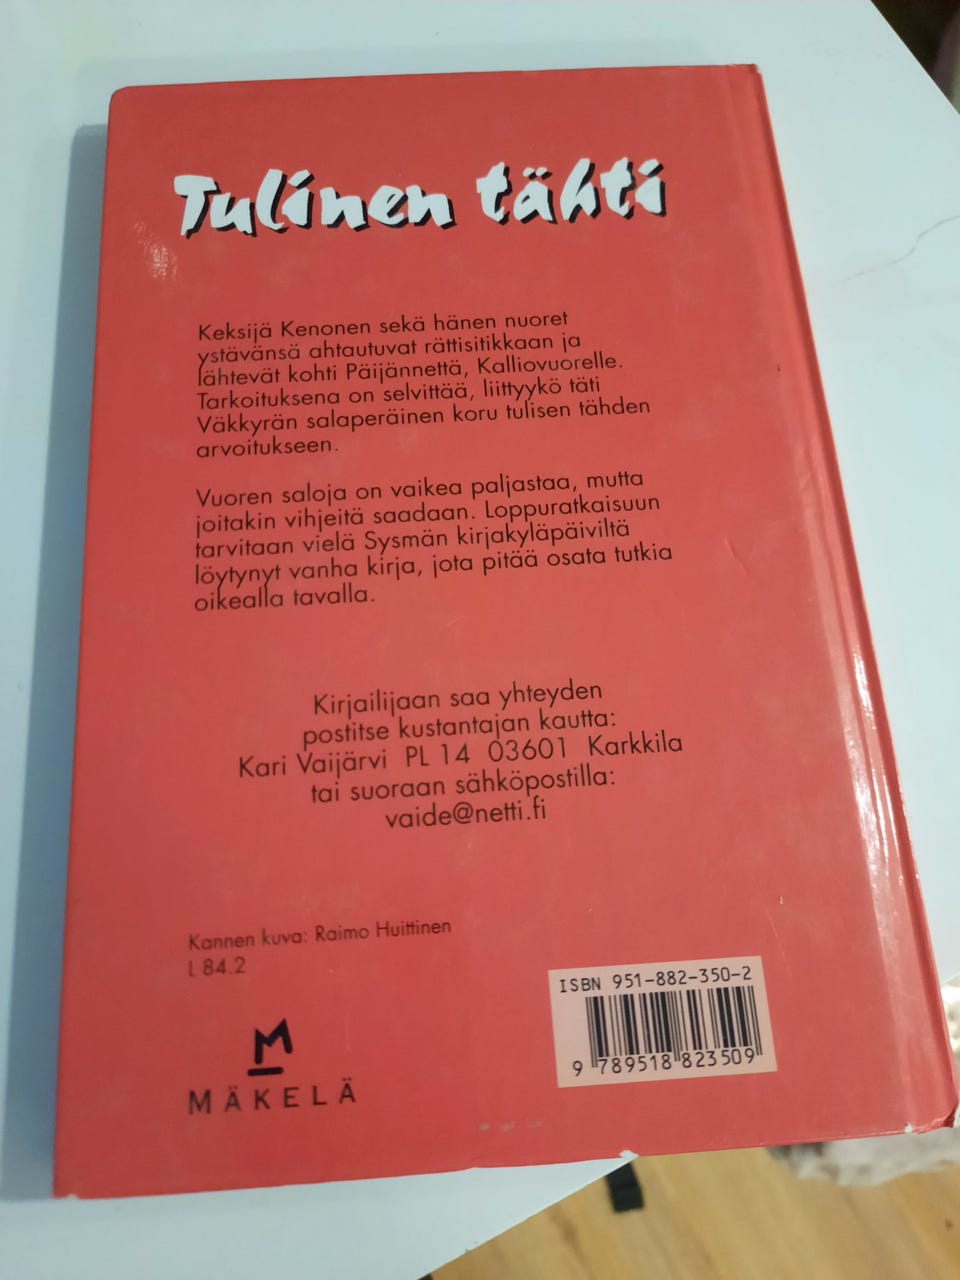 Tulinen tähti
Keksijä Kenonen sekä hänen nuoret
ystävänsä ahtautuvat rättisitikkaan ja
lähtevät kohti Päijännettä, Kalliovuorelle.
Tarkoituksena on selvittää, liittyykö täti
Väkkyrän salaperäinen koru tulisen tähden
arvoitukseen.
Vuoren saloja on vaikea paljastaa, mutta
joitakin vihjeitä saadaan. Loppuratkaisuun
tarvitaan vielä Sysmän kirjakyläpäiviltä
löytynyt vanha kirja, jota pitää osata tutkia
oikealla tavalla.
Kirjailijaan saa yhteyden
postitse kustantajan kautta:
Kari Vaijärvi PL 14 03601 Karkkila
tai suoraan sähköpostilla:
vaide@netti.fi
Kannen kuva: Raimo Huittinen
L 84.2
M
MÄKELÄ
ISBN 951-882-350-2
9 789518 823509